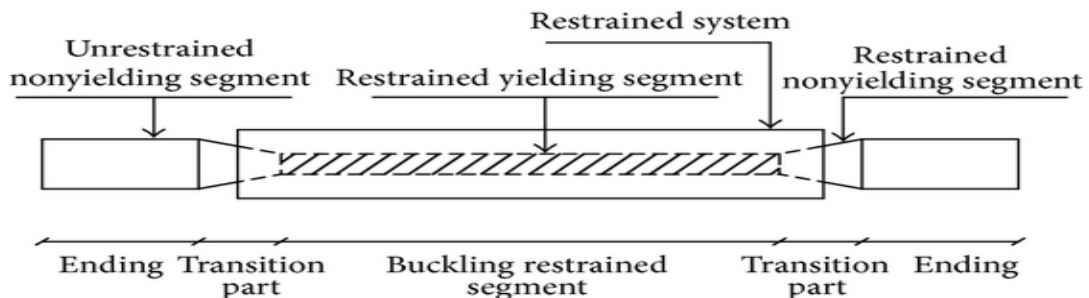 Restrained system
Unrestrained
nonyielding segment
Restrained yielding segment
Restrained
nonyielding segment
Ending
Transition
part
Buckling restrained
segment
Transition
part
Ending